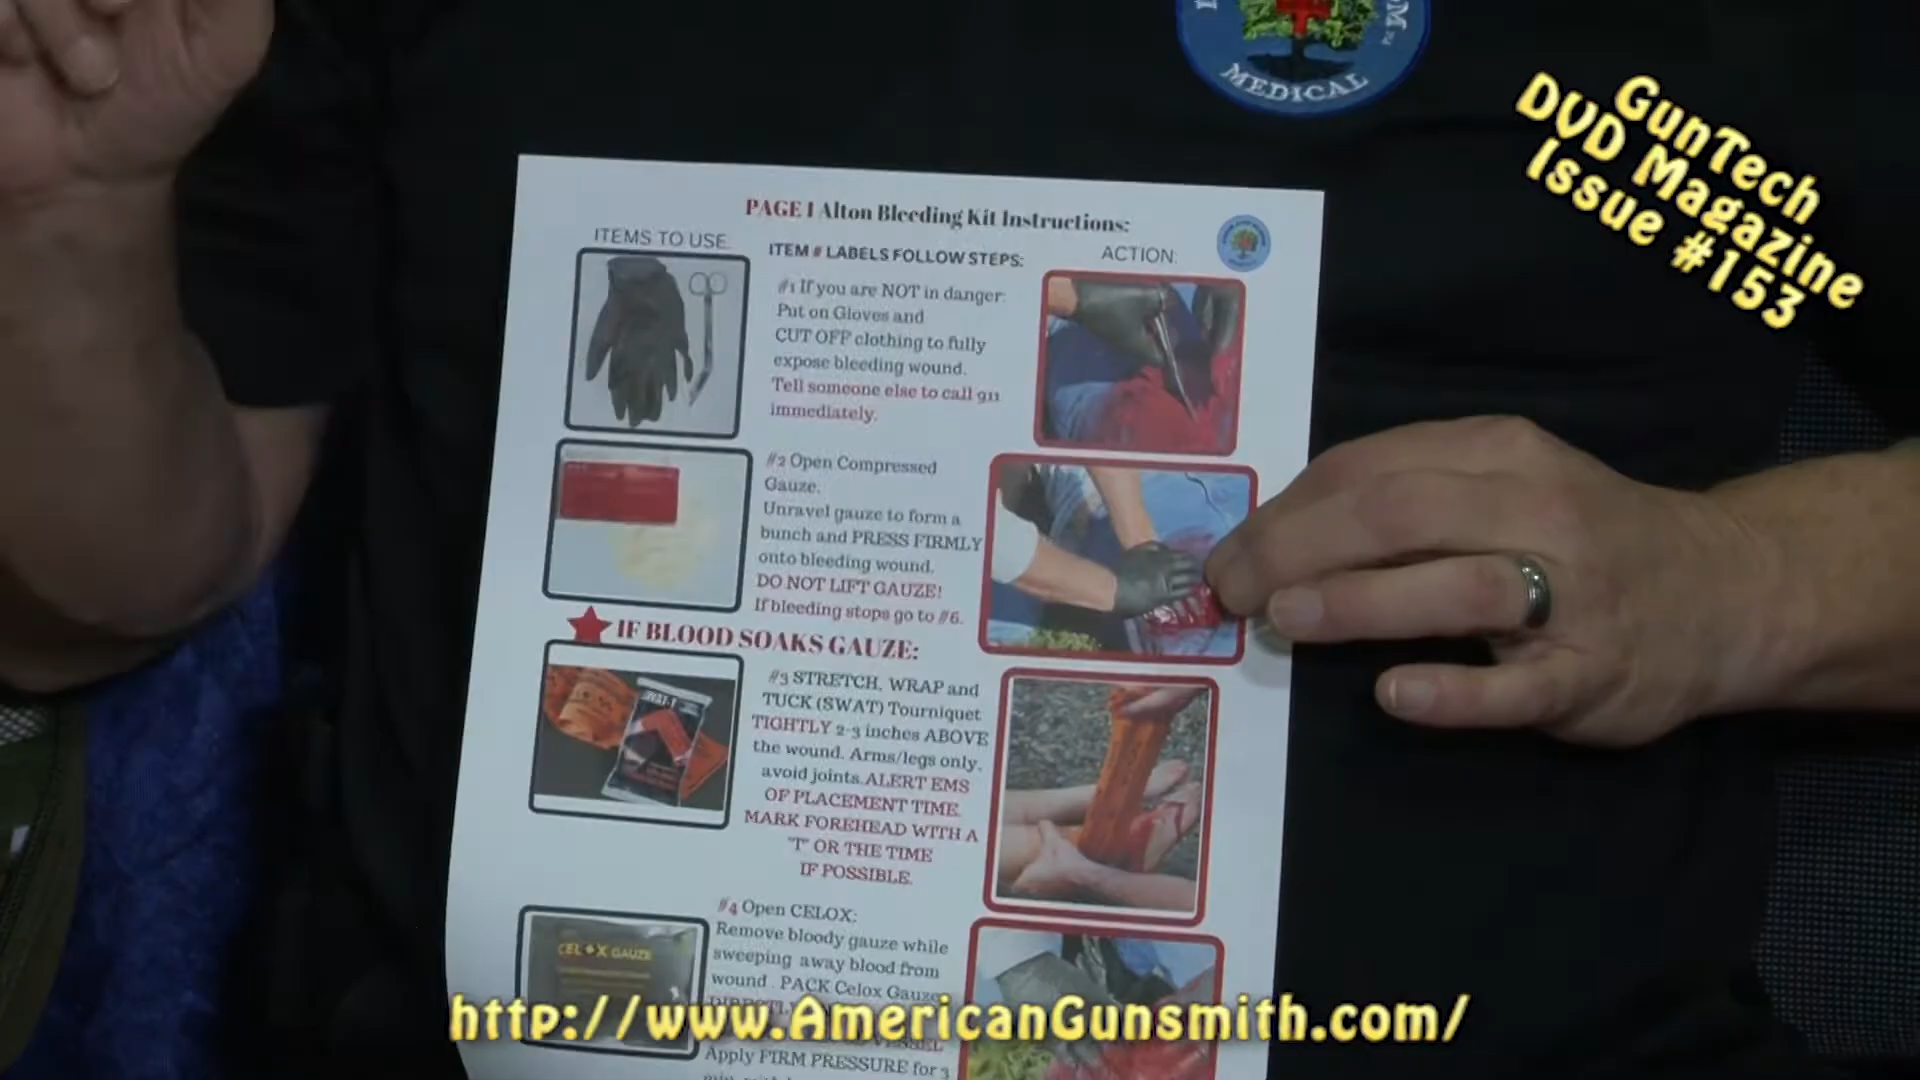 MEDICAL
GunTech
DVD Magazine
Issue #153
PAGE 1 Alton Bleeding Kit Instructions:
ITEMS TO USE
ITEM # LABELS FOLLOW STEPS:
ACTION:
#1 If you are NOT in danger:
Put on Gloves and
CUT OFF clothing to fully
expose bleeding wound.
Tell someone else to call 911
immediately.
#2 Open Compressed
Gauze.
Unravel gauze to form a
bunch and PRESS FIRMLY
onto bleeding wound.
DO NOT LIFT GAUZE!
If bleeding stops go to #6.
IF BLOOD SOAKS GAUZE:
#3 STRETCH, WRAP and
TUCK (SWAT) Tourniquet
TIGHTLY 2-3 inches ABOVE
the wound. Arms/legs only,
avoid joints. ALERT EMS
OF PLACEMENT TIME.
MARK FOREHEAD WITH A
"T" OR THE TIME
IF POSSIBLE.
#4 Open CELOX:
Remove bloody gauze while
sweeping away blood from
wound . PACK Celox Gauze
CELOX GAUZE
DIRECTLY
VESSEL
Apply FIRM PRESSURE for 3
http://www.AmericanGunsmith.com/